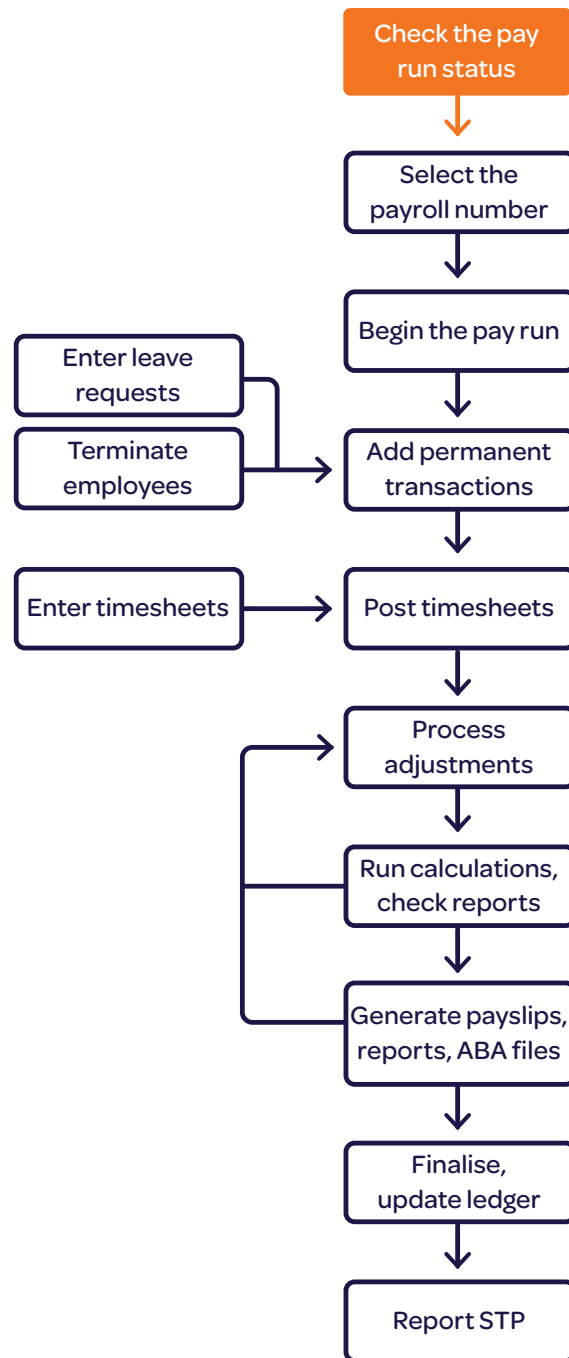 Check the pay
run status
Select the
payroll number
Begin the pay run
Enter leave
requests
Terminate
employees
Add permanent
transactions
Enter timesheets
Post timesheets
Process
adjustments
Run calculations,
check reports
Generate payslips,
reports, ABA files
Finalise,
update ledger
Report STP